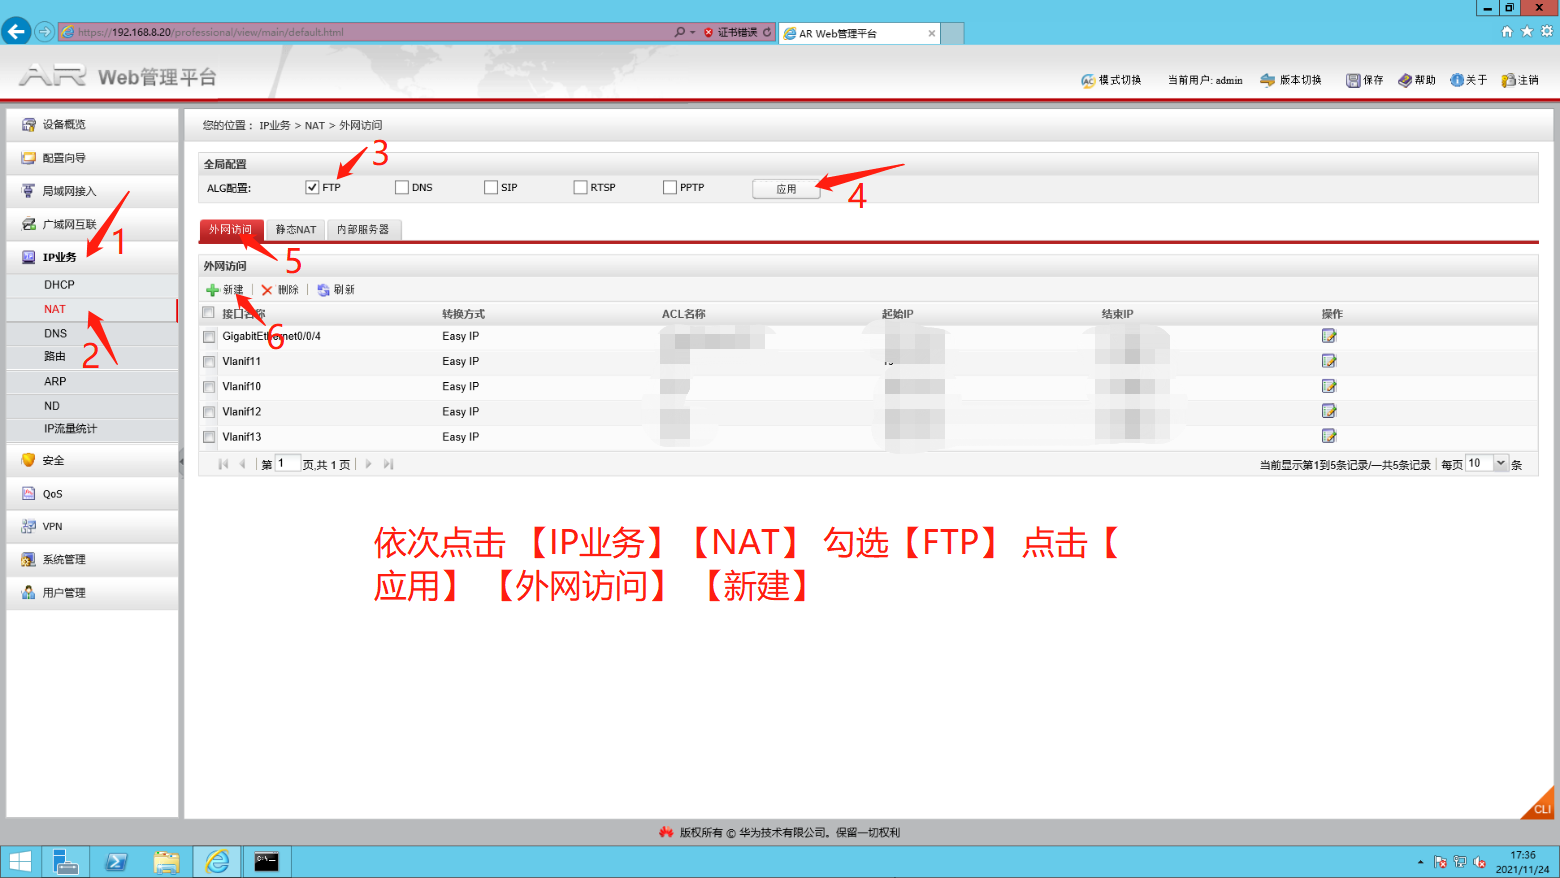 https://192.168.8.20/professional/view/main/default.html
证书错误
AR Web管理平台
AR Web管理平台
模式切换
当前用户: admin
版本切换
保存
帮助
关于
注销
设备概览
配置向导
局域网接入
广域网互联
IP业务
DHCP
NAT
DNS
路由
ARP
ND
IP流量统计
安全
QoS
VPN
系统管理
用户管理
1
2
您的位置： IP业务 > NAT > 外网访问
3
全局配置
ALG配置: FTP DNS SIP RTSP PPTP 应用
4
外网访问 静态NAT 内部服务器
5
外网访问
新建 删除 刷新
6
接口名称 转换方式 ACL名称 起始IP 结束IP 操作
GigabitEthernet0/0/4 Easy IP
Vlanif11 Easy IP
Vlanif10 Easy IP
Vlanif12 Easy IP
Vlanif13 Easy IP
第 1 页,共 1 页
当前显示第1到5条记录/一共5条记录 每页 10 条
依次点击 【IP业务】【NAT】 勾选【FTP】 点击【
应用】 【外网访问】 【新建】
CLI
版权所有 © 华为技术有限公司。保留一切权利
17:36
2021/11/24